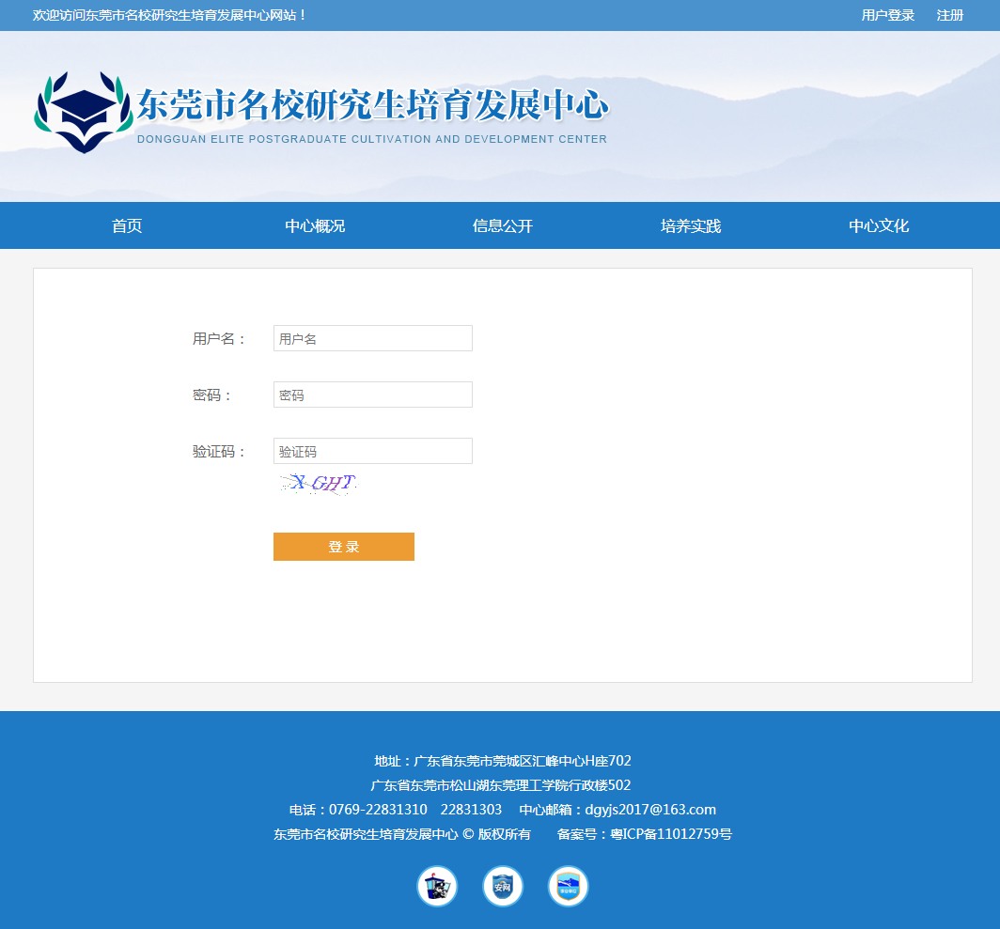 欢迎访问东莞市名校研究生培育发展中心网站！
用户登录 注册
东莞市名校研究生培育发展中心
DONGGUAN ELITE POSTGRADUATE CULTIVATION AND DEVELOPMENT CENTER
首页 中心概况 信息公开 培养实践 中心文化
用户名： 用户名
密码： 密码
验证码： 验证码
XGHT
登 录
地址：广东省东莞市莞城区汇峰中心H座702
广东省东莞市松山湖东莞理工学院行政楼502
电话：0769-22831310 22831303 中心邮箱：dgyjs2017@163.com
东莞市名校研究生培育发展中心 © 版权所有 备案号：粤ICP备11012759号
安网